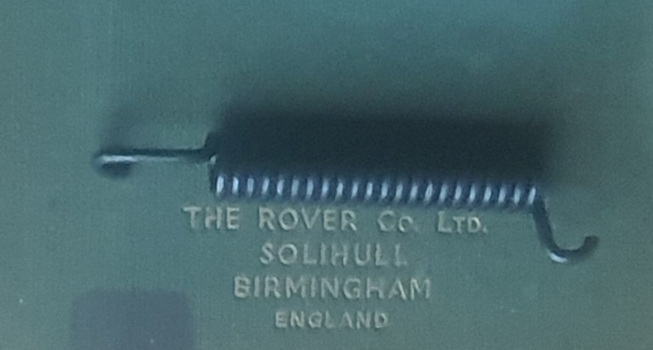 THE ROVER CO. LTD.
SOLIHULL
BIRMINGHAM
ENGLAND